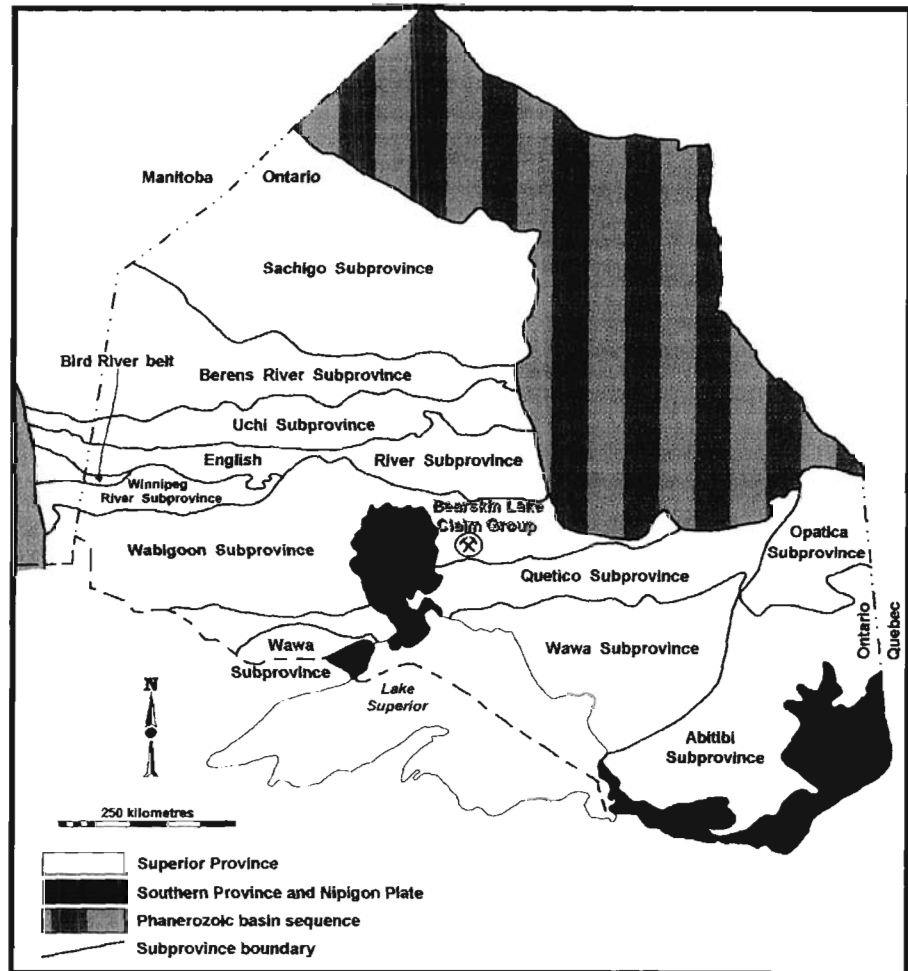 Manitoba Ontario
Sachigo Subprovince
Bird River belt
Berens River Subprovince
Uchi Subprovince
English River Subprovince
Winnipeg
River Subprovince
Bearskin Lake
Claim Group
Wabigoon Subprovince
Opatica
Subprovince
Quetico Subprovince
Ontario
Quebec
Wawa
Subprovince
Wawa Subprovince
Lake
Superior
N
Abitibi
Subprovince
250 kilometres
Superior Province
Southern Province and Nipigon Plate
Phanerozoic basin sequence
Subprovince boundary